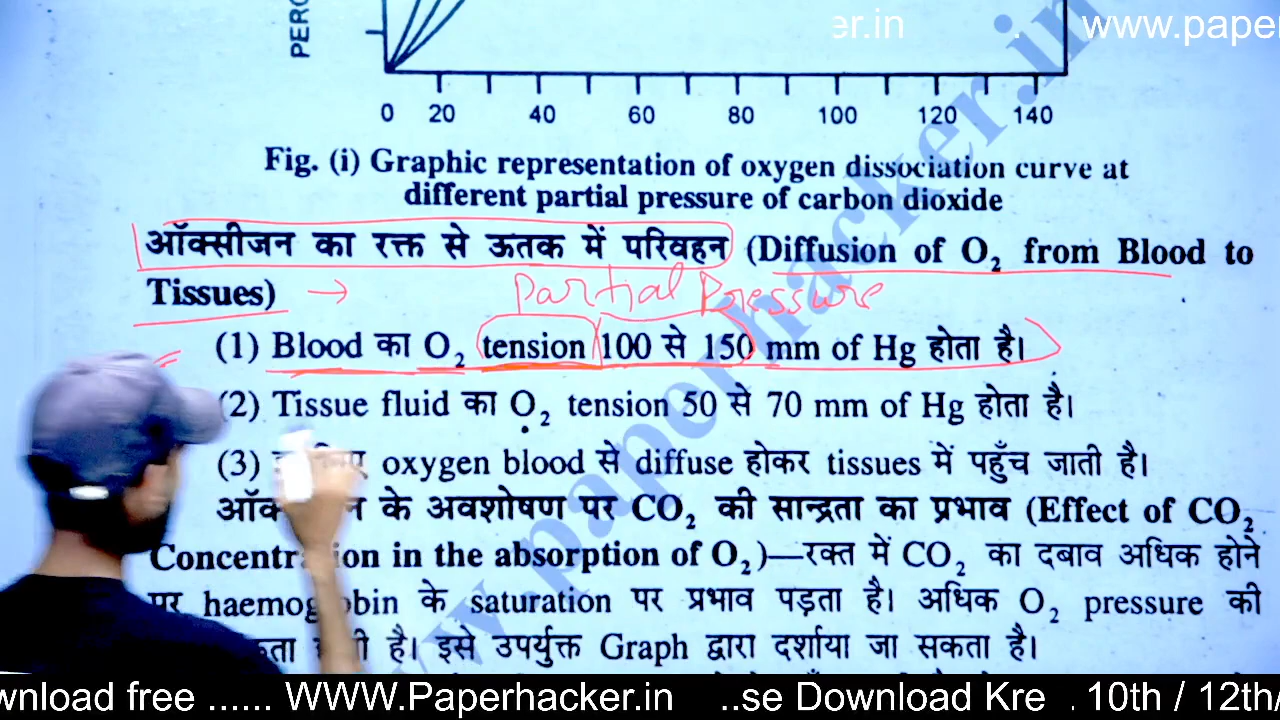 er.in . www.paper
PERC
0 20 40 60 80 100 120 140
Fig. (i) Graphic representation of oxygen dissociation curve at
different partial pressure of carbon dioxide
ऑक्सीजन का रक्त से ऊतक में परिवहन (Diffusion of O₂ from Blood to
Tissues) → Partial Pressure
(1) Blood का O₂ tension 100 से 150 mm of Hg होता है।
(2) Tissue fluid का O₂ tension 50 से 70 mm of Hg होता है।
(3) oxygen blood से diffuse होकर tissues में पहुँच जाती है।
के अवशोषण पर CO₂ की सान्द्रता का प्रभाव (Effect of CO₂
in the absorption of O₂)—रक्त में CO₂ का दबाव अधिक होने
पर के saturation पर प्रभाव पड़ता है। अधिक O₂ pressure की
है। इसे उपर्युक्त Graph द्वारा दर्शाया जा सकता है।
www.paperhacker.in
wnload free ...... WWW.Paperhacker.in ..se Download Kre . 10th / 12th/